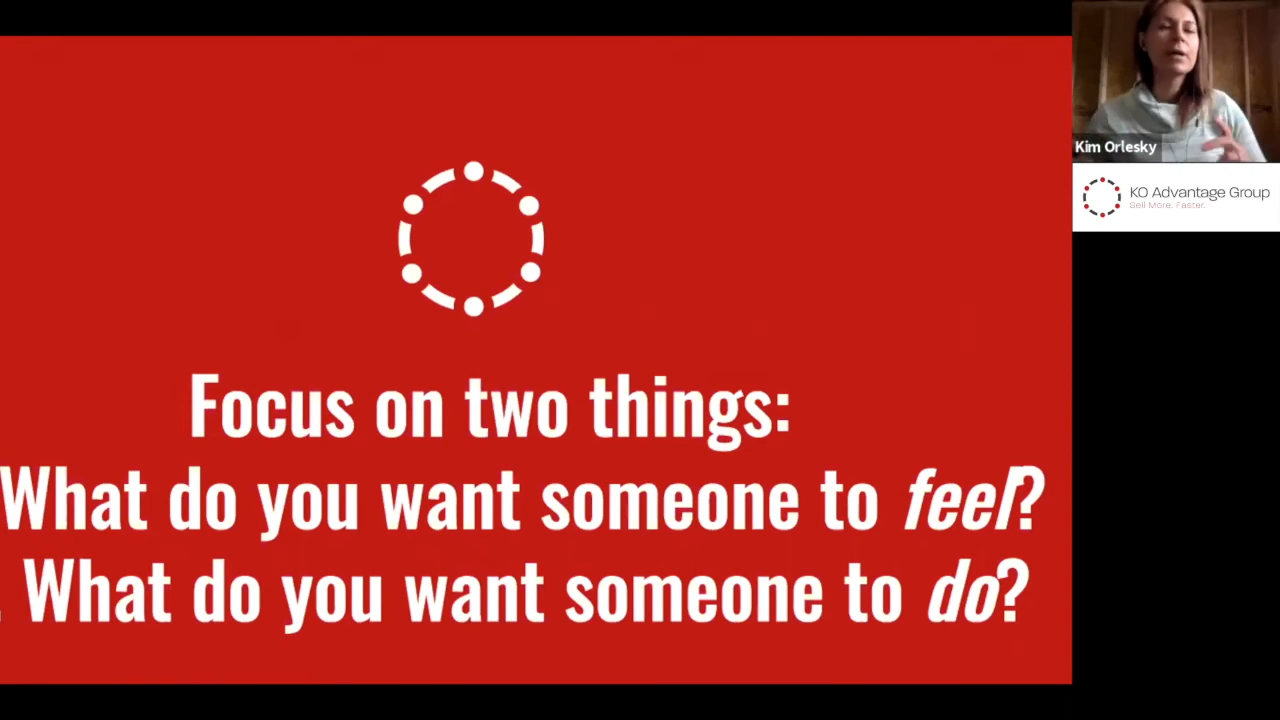 Focus on two things:
What do you want someone to feel?
. What do you want someone to do?
Kim Orlesky
KO Advantage Group
Sell More. Faster.